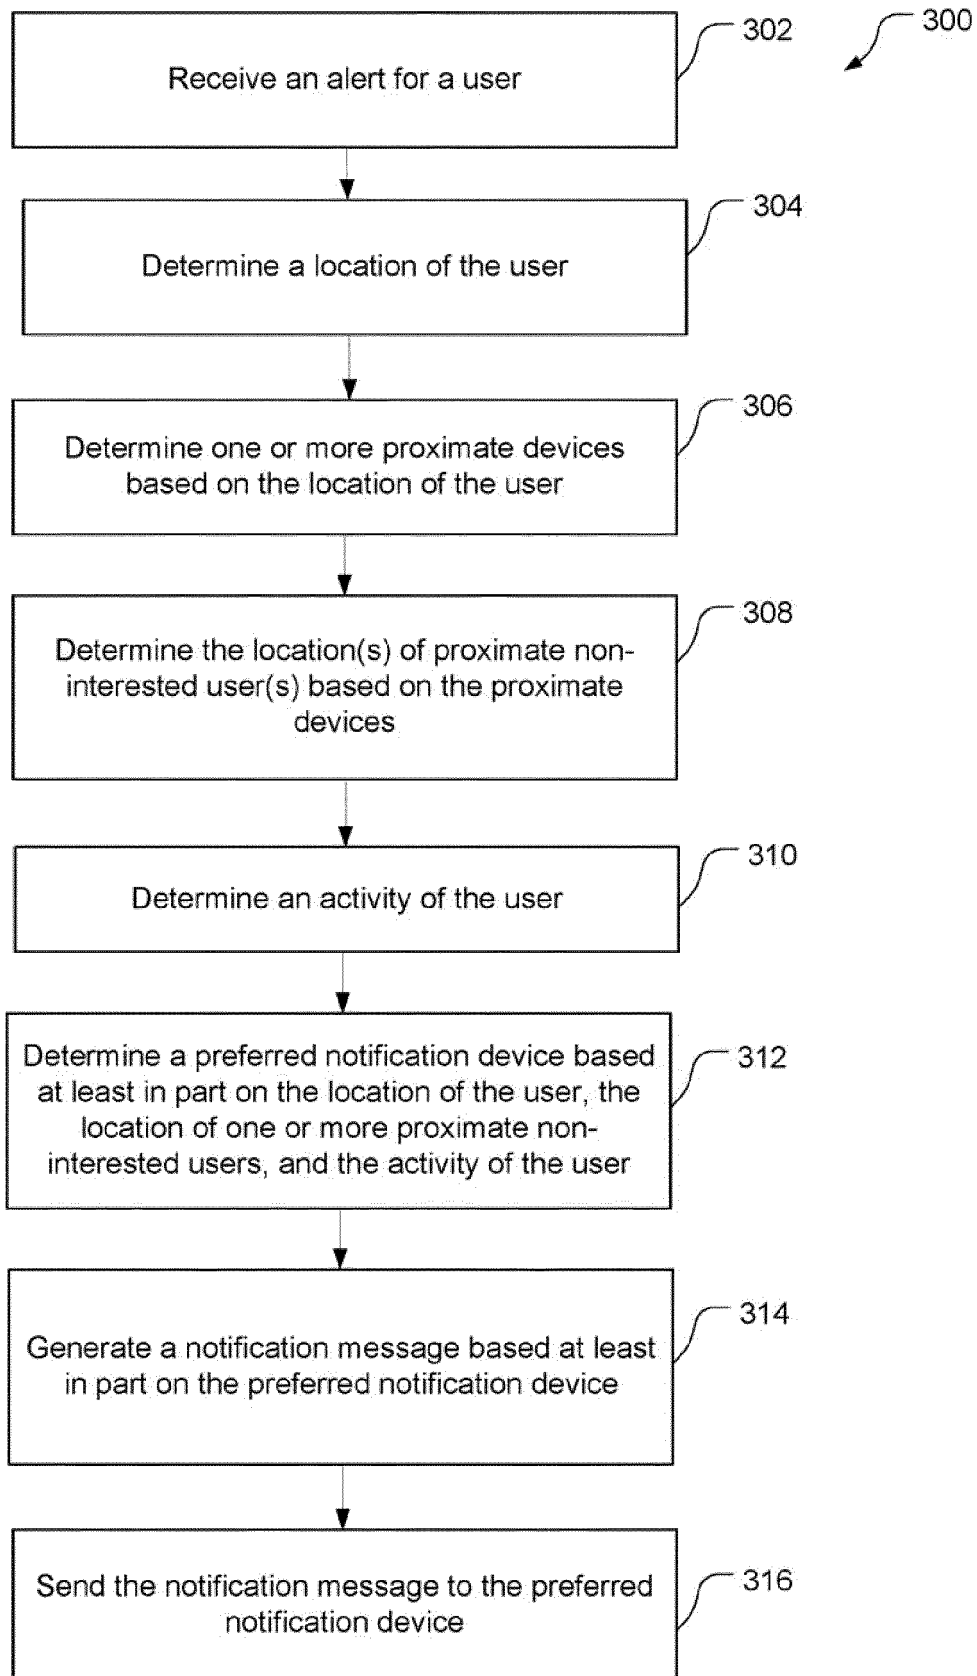 300
302
Receive an alert for a user
304
Determine a location of the user
306
Determine one or more proximate devices
based on the location of the user
308
Determine the location(s) of proximate non-
interested user(s) based on the proximate
devices
310
Determine an activity of the user
312
Determine a preferred notification device based
at least in part on the location of the user, the
location of one or more proximate non-
interested users, and the activity of the user
314
Generate a notification message based at least
in part on the preferred notification device
316
Send the notification message to the preferred
notification device